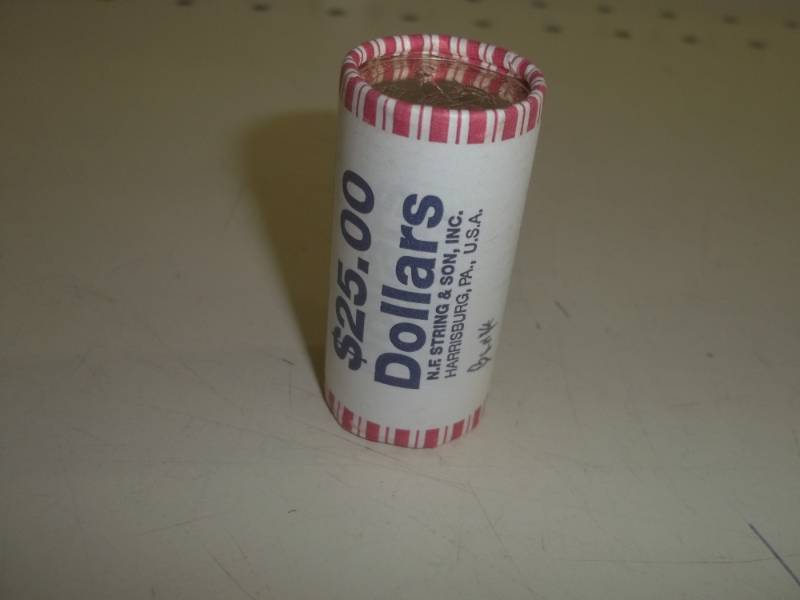 $25.00
Dollars
N.F. STRING & SON, INC.
HARRISBURG, PA., U.S.A.